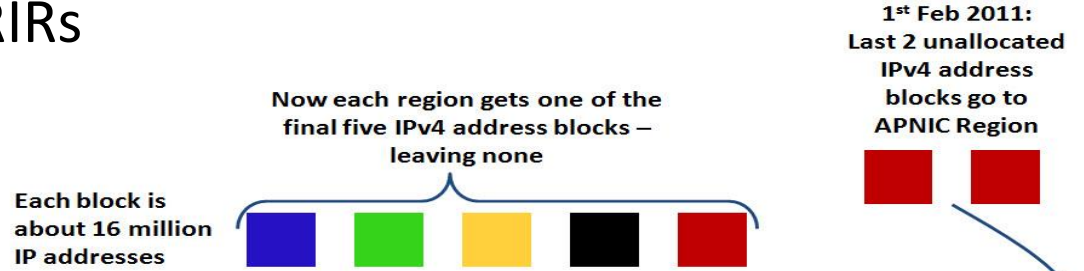 RIRs
1st Feb 2011:
Last 2 unallocated
IPv4 address
blocks go to
APNIC Region
Now each region gets one of the
final five IPv4 address blocks –
leaving none
Each block is
about 16 million
IP addresses